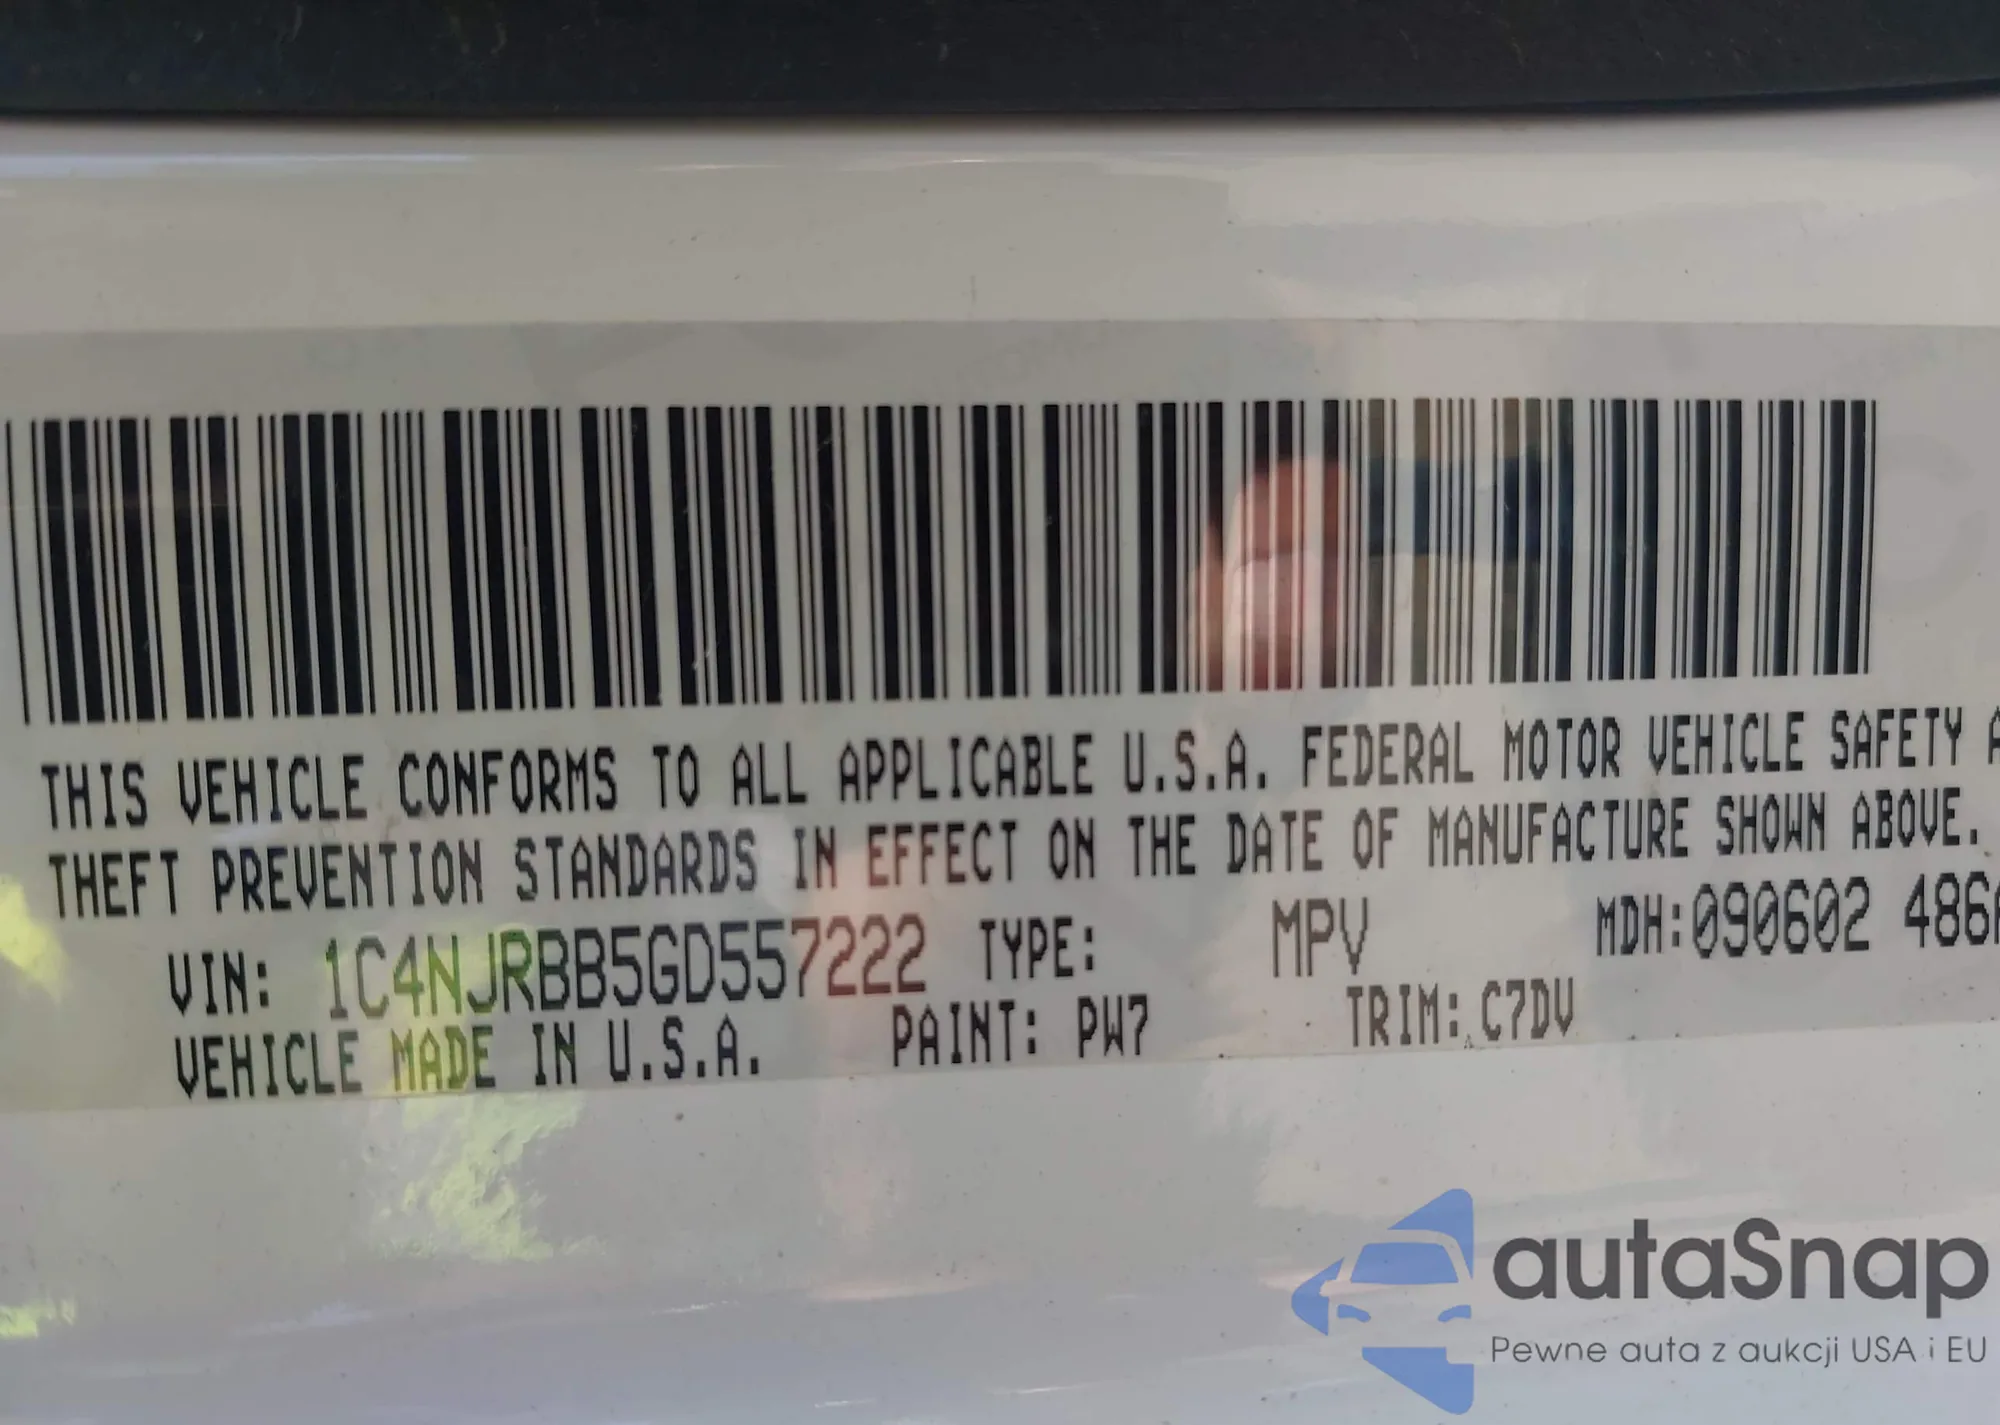 THIS VEHICLE CONFORMS TO ALL APPLICABLE U.S.A. FEDERAL MOTOR VEHICLE SAFETY A
THEFT PREVENTION STANDARDS IN EFFECT ON THE DATE OF MANUFACTURE SHOWN ABOVE.
VIN: 1C4NJRBB5GD557222 TYPE: MPV MDH:090602 486
VEHICLE MADE IN U.S.A. PAINT: PW7 TRIM: C7DV
autaSnap
Pewne auta z aukcji USA i EU